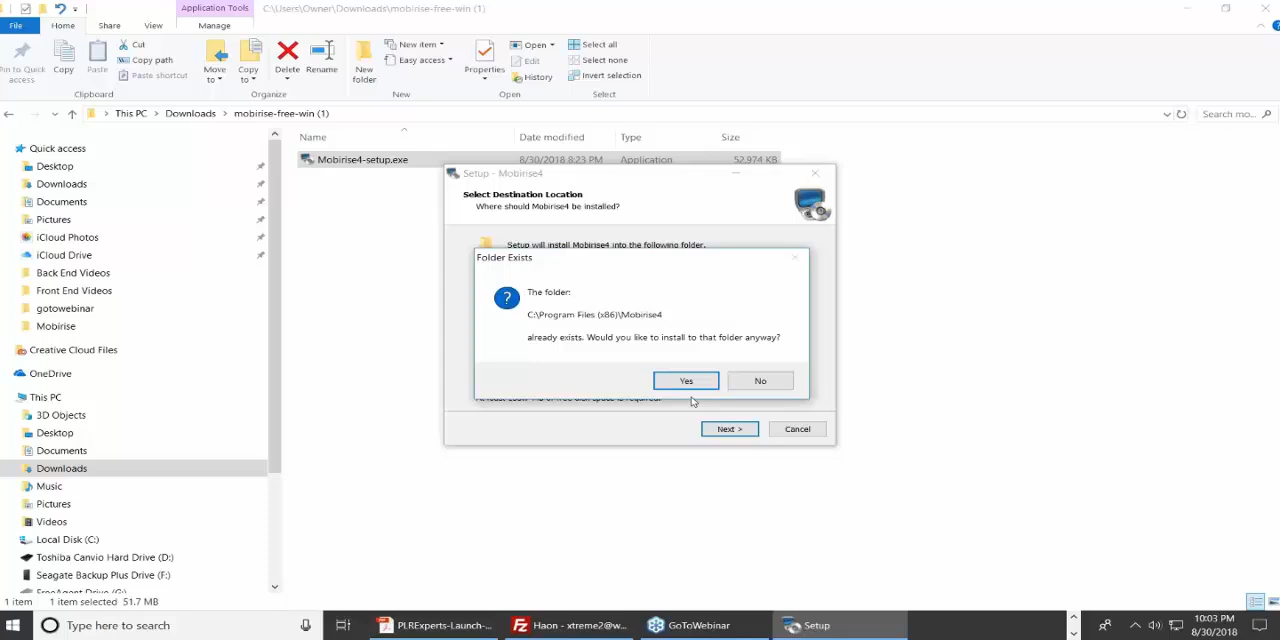 Application Tools
C:\Users\Owner\Downloads\mobirise-free-win (1)
File
Home
Share
View
Manage
Pin to Quick access
Copy
Paste
Cut
Copy path
Paste shortcut
Clipboard
Move to
Copy to
Delete
Rename
Organize
New folder
New item
Easy access
New
Properties
Open
Edit
History
Open
Select all
Select none
Invert selection
Select
This PC > Downloads > mobirise-free-win (1)
Search mo...
Name
Date modified
Type
Size
Mobirise4-setup.exe
8/30/2018 8:23 PM
Application
52,974 KB
Quick access
Desktop
Downloads
Documents
Pictures
iCloud Photos
iCloud Drive
Back End Videos
Front End Videos
gotowebinar
Mobirise
Creative Cloud Files
OneDrive
This PC
3D Objects
Desktop
Documents
Downloads
Music
Pictures
Videos
Local Disk (C:)
Toshiba Canvio Hard Drive (D:)
Seagate Backup Plus Drive (F:)
FreeAgent Drive (G:)
Setup - Mobirise4
Select Destination Location
Where should Mobirise4 be installed?
Setup will install Mobirise4 into the following folder.
Folder Exists
The folder:
C:\Program Files (x86)\Mobirise4
already exists. Would you like to install to that folder anyway?
Yes
No
Next >
Cancel
1 item
1 item selected 51.7 MB
Type here to search
PLRExperts-Launch-...
Haon - xtreme2@w...
GoToWebinar
Setup
10:03 PM
8/30/2018